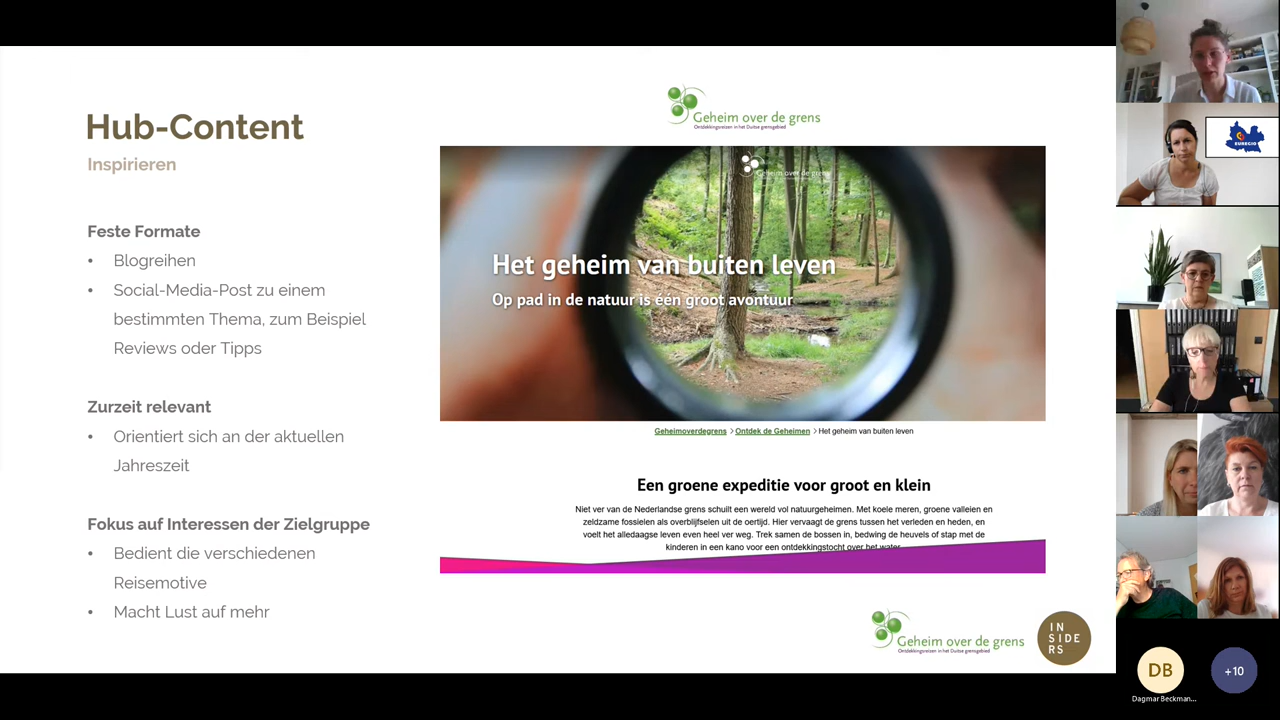 Hub-Content
Inspirieren
Feste Formate
• Blogreihen
• Social-Media-Post zu einem
bestimmten Thema, zum Beispiel
Reviews oder Tipps
Zurzeit relevant
• Orientiert sich an der aktuellen
Jahreszeit
Fokus auf Interessen der Zielgruppe
• Bedient die verschiedenen
Reisemotive
• Macht Lust auf mehr
Geheim over de grens
Ontdekkingsreizen in het Duitse grensgebied
Geheim over de grens
Het geheim van buiten leven
Op pad in de natuur is één groot avontuur
Geheimoverdegrens > Ontdek de Geheimen > Het geheim van buiten leven
Een groene expeditie voor groot en klein
Niet ver van de Nederlandse grens schuilt een wereld vol natuurgeheimen. Met koele meren, groene valleien en
zeldzame fossielen als overblijfselen uit de oertijd. Hier vervaagt de grens tussen het verleden en heden, en
voelt het alledaagse leven even heel ver weg. Trek samen de bossen in, bedwing de heuvels of stap met de
kinderen in een kano voor een ontdekkingstocht over het water.
Geheim over de grens
Ontdekkingsreizen in het Duitse grensgebied
IN
SIDE
RS
EUREGIO
DB
Dagmar Beckman...
+10